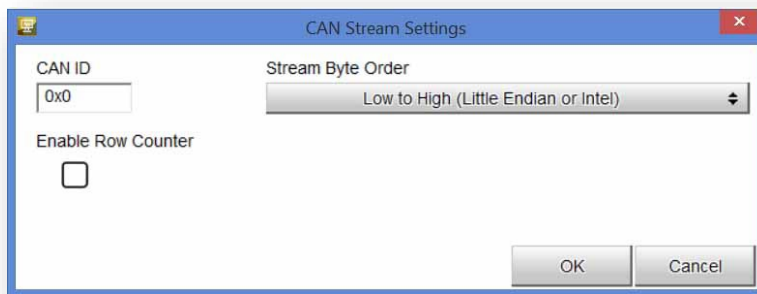 CAN Stream Settings
CAN ID
Stream Byte Order
0x0
Low to High (Little Endian or Intel)
Enable Row Counter
OK
Cancel